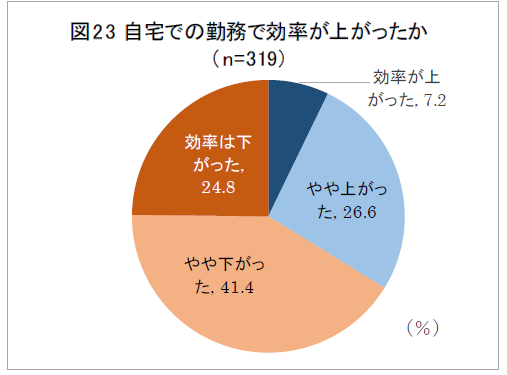 図23 自宅での勤務で効率が上がったか
（n=319）
効率が上
がった, 7.2
やや上がっ
た, 26.6
やや下がっ
た, 41.4
効率は下
がった,
24.8
（％）